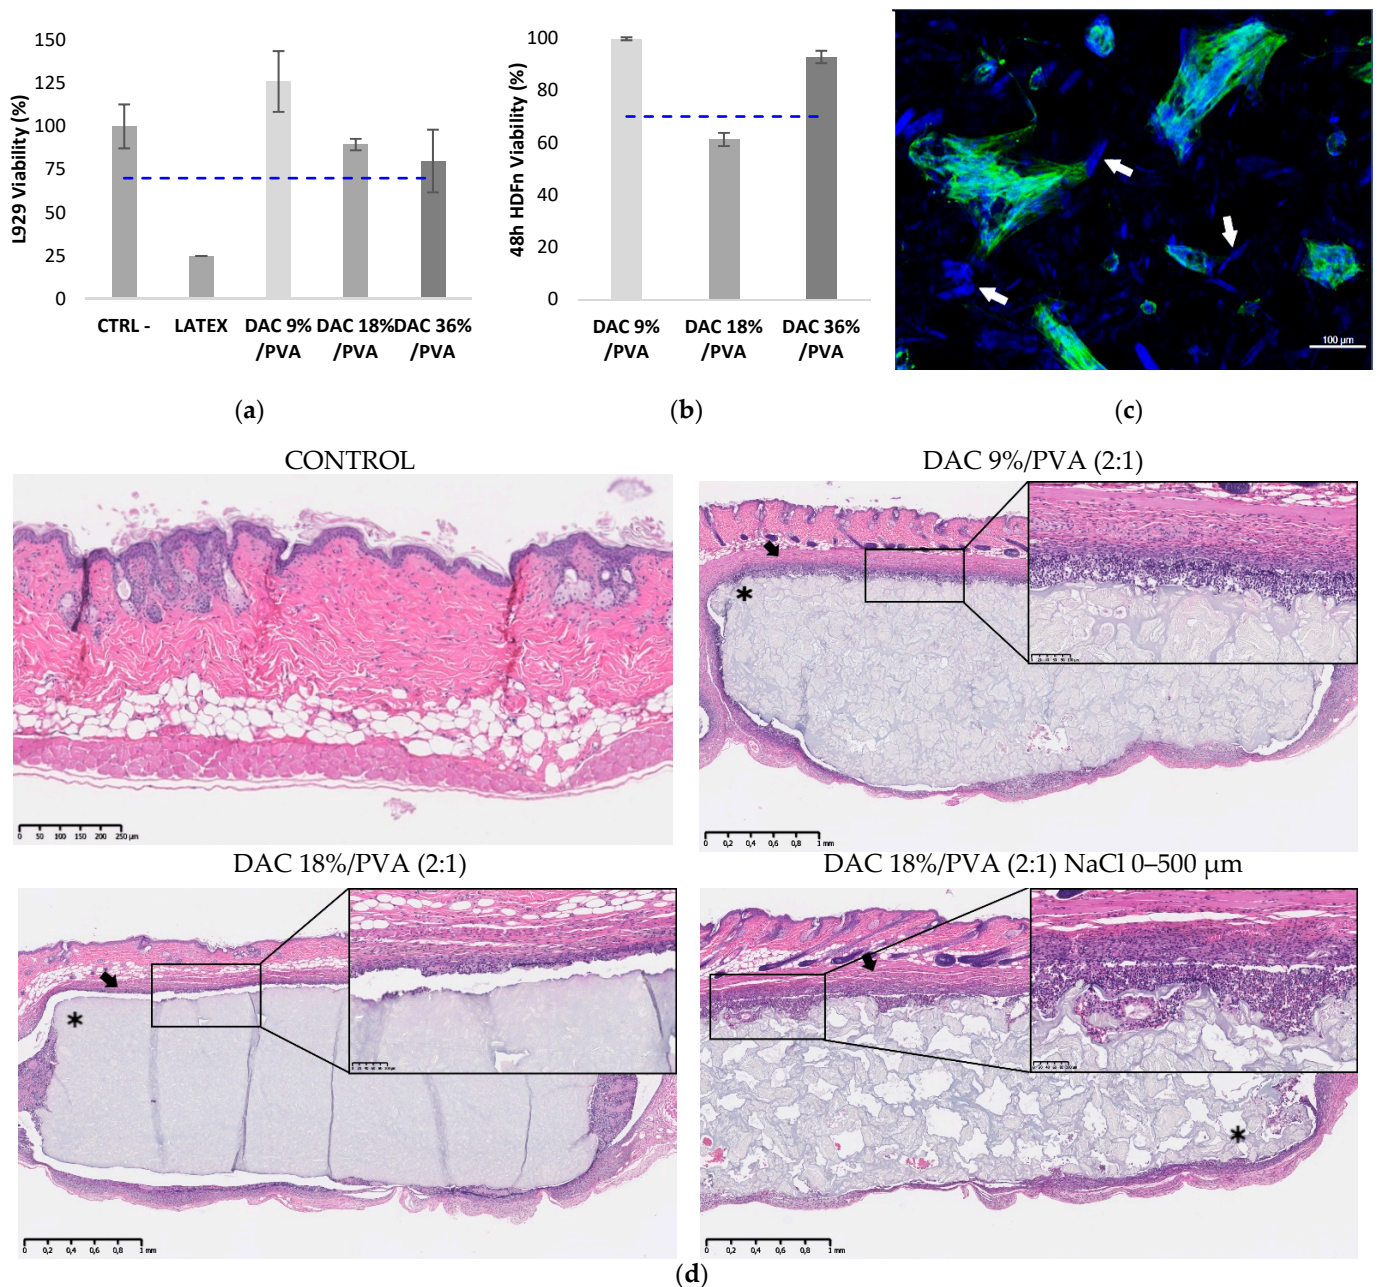 L929 Viability (%)
150
125
100
75
50
25
0
CTRL -
LATEX
DAC 9%
/PVA
DAC 18%
/PVA
DAC 36%
/PVA
(a)
48h HDFn Viability (%)
100
80
60
40
20
0
DAC 9%
/PVA
DAC 18%
/PVA
DAC 36%
/PVA
(b)
100 µm
(c)
CONTROL
0 50 100 150 200 250 µm
DAC 9%/PVA (2:1)
*
0 0,2 0,4 0,6 0,8 1 mm
DAC 18%/PVA (2:1)
*
0 0,2 0,4 0,6 0,8 1 mm
DAC 18%/PVA (2:1) NaCl 0–500 µm
*
0 0,2 0,4 0,6 0,8 1 mm
(d)